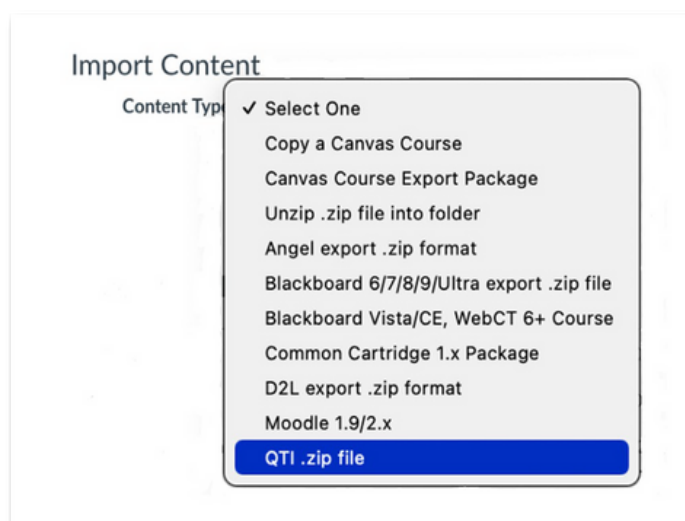 Import Content
Content Typ
✓ Select One
Copy a Canvas Course
Canvas Course Export Package
Unzip .zip file into folder
Angel export .zip format
Blackboard 6/7/8/9/Ultra export .zip file
Blackboard Vista/CE, WebCT 6+ Course
Common Cartridge 1.x Package
D2L export .zip format
Moodle 1.9/2.x
QTI .zip file